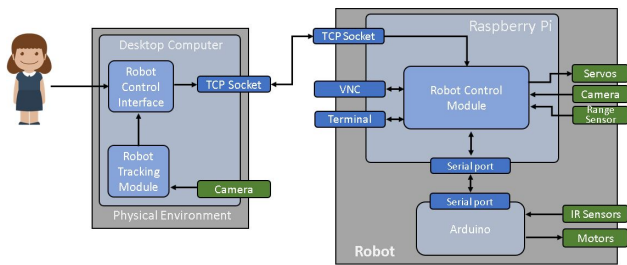 Desktop Computer
Robot
Control
Interface
TCP Socket
Robot
Tracking
Module
Camera
Physical Environment
TCP Socket
Raspberry Pi
VNC
Terminal
Robot Control
Module
Servos
Camera
Range
Sensor
Serial port
Serial port
Arduino
IR Sensors
Motors
Robot